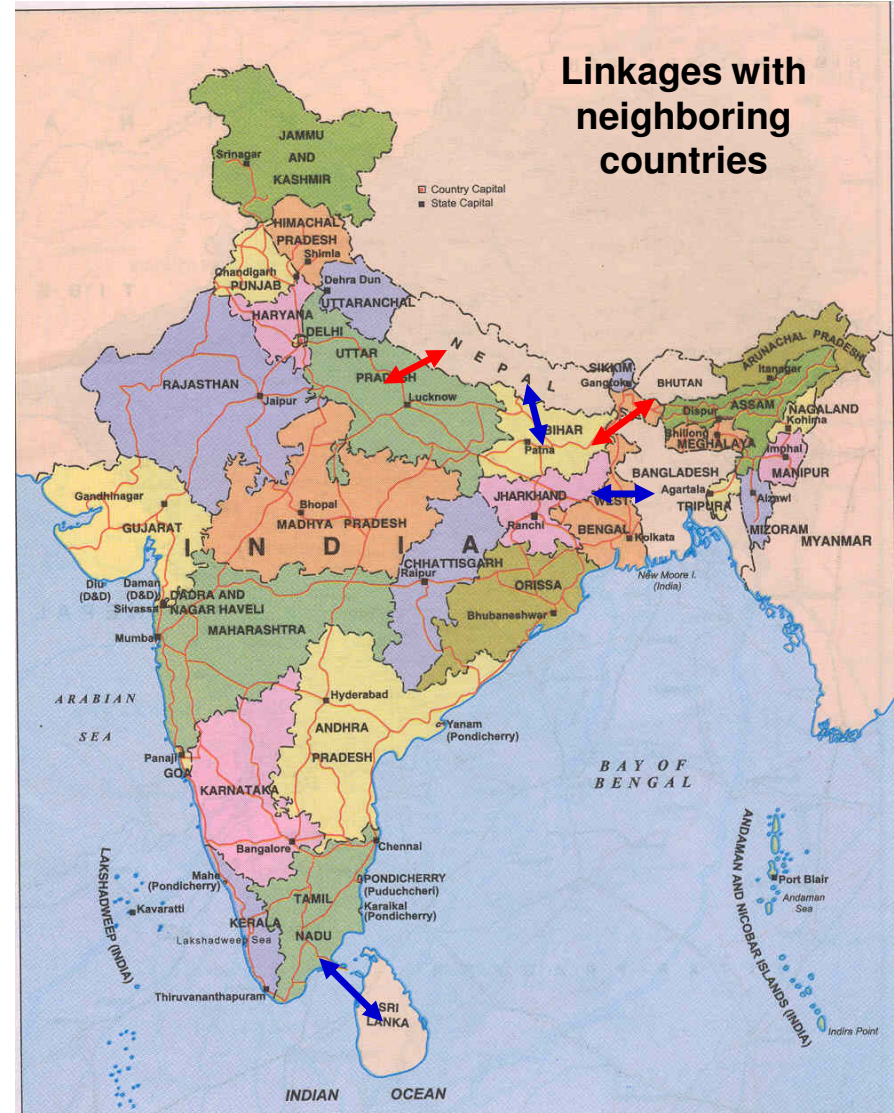 Linkages with
neighboring
countries
JAMMU
AND
KASHMIR
Srinagar
Country Capital
State Capital
HIMACHAL
PRADESH
Shimla
Chandigarh
PUNJAB
Dehra Dun
UTTARANCHAL
HARYANA
DELHI
UTTAR
PRADESH
Lucknow
NEPAL
RAJASTHAN
Jaipur
SIKKIM
Gangtok
BHUTAN
ARUNACHAL PRADESH
Itanagar
ASSAM
Dispur
NAGALAND
Kohima
Shillong
MEGHALAYA
Imphal
MANIPUR
BIHAR
Patna
BANGLADESH
Agartala
TRIPURA
Aizawl
MIZORAM
MYANMAR
JHARKHAND
Ranchi
WEST
BENGAL
Kolkata
New Moore I.
(India)
Gandhinagar
GUJARAT
Bhopal
MADHYA PRADESH
INDIA
CHHATTISGARH
Raipur
ORISSA
Bhubaneshwar
Diu
(D&D)
Daman
(D&D)
Silvassa
DADRA AND
NAGAR HAVELI
MAHARASHTRA
Mumbai
ARABIAN
SEA
Hyderabad
ANDHRA
PRADESH
Yanam
(Pondicherry)
BAY OF
BENGAL
Panaji
GOA
KARNATAKA
Bangalore
Chennai
Mahe
(Pondicherry)
PONDICHERRY
(Puduchcheri)
Karaikal
(Pondicherry)
TAMIL
NADU
KERALA
LAKSHADWEEP (INDIA)
Kavaratti
Lakshadweep Sea
Thiruvananthapuram
SRI
LANKA
ANDAMAN AND NICOBAR ISLANDS (INDIA)
Port Blair
Andaman
Sea
Indira Point
INDIAN OCEAN